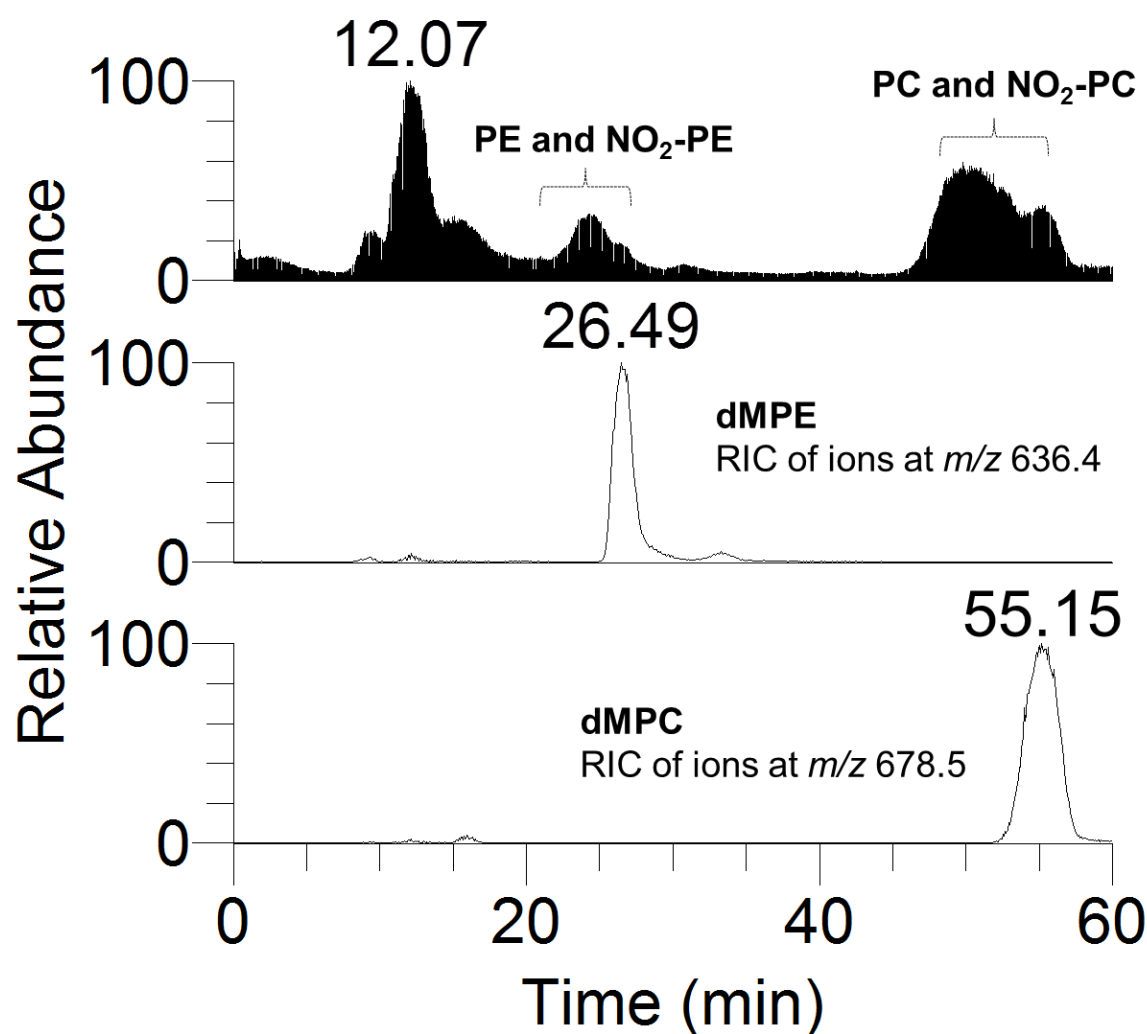 12.07
PC and NO₂-PC
PE and NO₂-PE
100
0
26.49
100
dMPE
RIC of ions at m/z 636.4
0
55.15
100
dMPC
RIC of ions at m/z 678.5
0
Relative Abundance
0 20 40 60
Time (min)